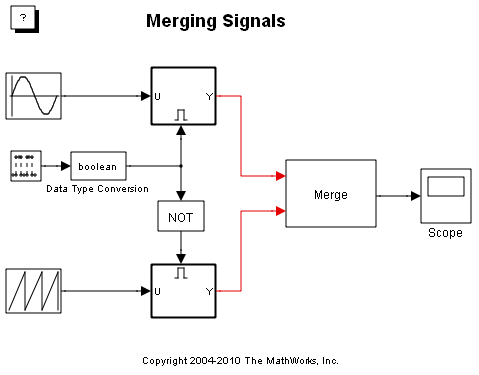 ?
Merging Signals
U
Y
boolean
Data Type Conversion
NOT
Merge
Scope
U
Y
Copyright 2004-2010 The MathWorks, Inc.